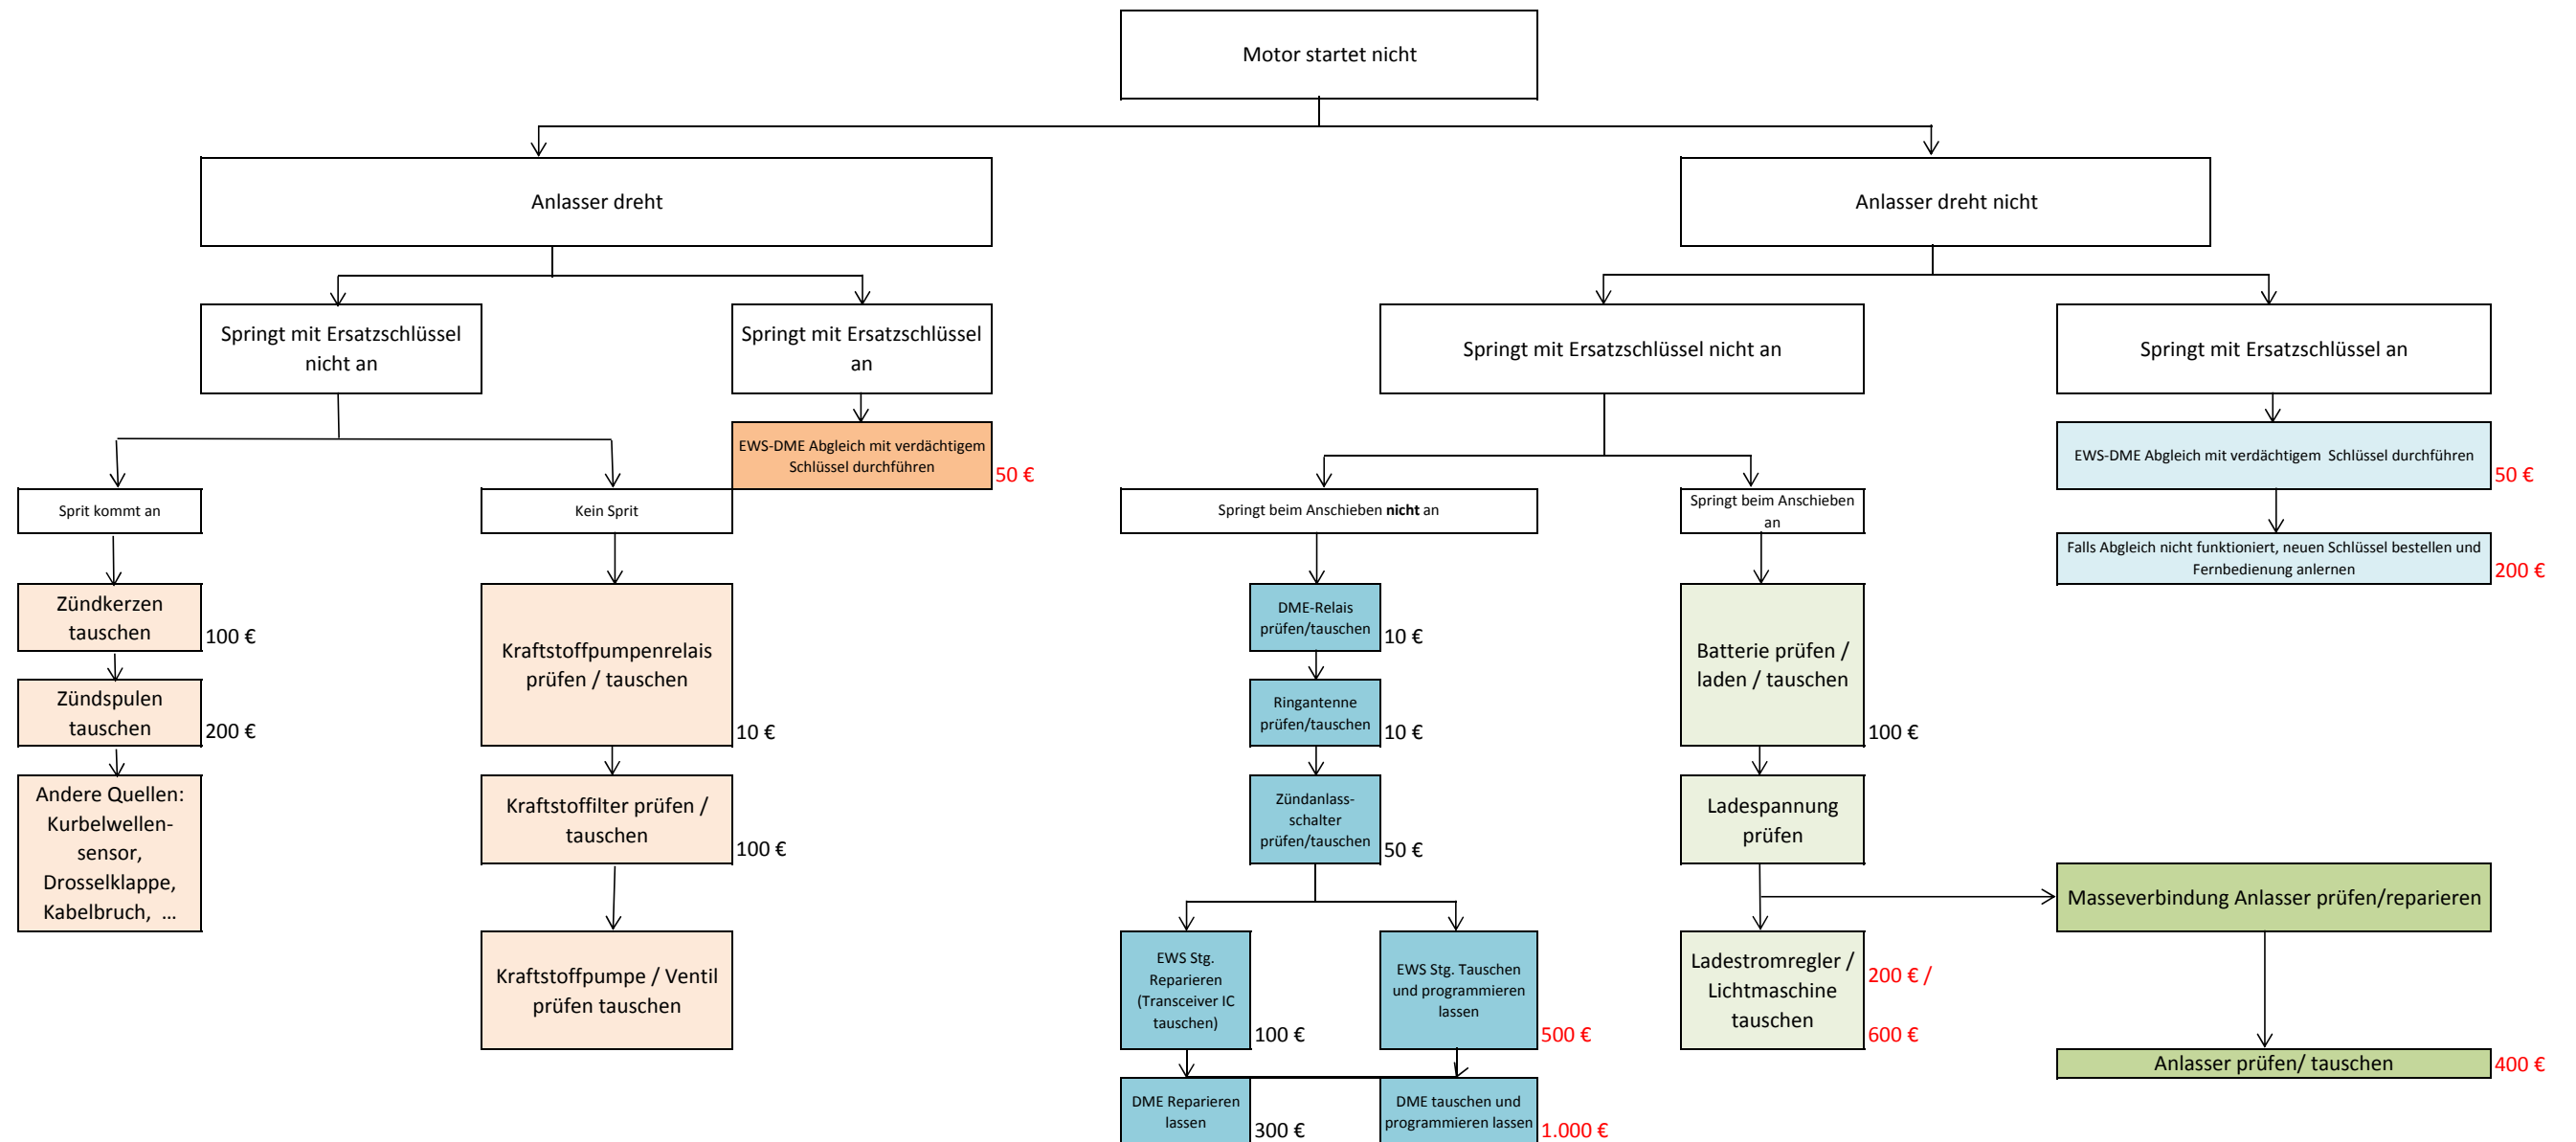 Motor startet nicht
Anlasser dreht
Anlasser dreht nicht
Springt mit Ersatzschlüssel
nicht an
Springt mit Ersatzschlüssel
an
Springt mit Ersatzschlüssel nicht an
Springt mit Ersatzschlüssel an
EWS-DME Abgleich mit verdächtigem
Schlüssel durchführen
50 €
EWS-DME Abgleich mit verdächtigem Schlüssel durchführen
50 €
Sprit kommt an
Kein Sprit
Springt beim Anschieben nicht an
Springt beim Anschieben
an
Falls Abgleich nicht funktioniert, neuen Schlüssel bestellen und
Fernbedienung anlernen
200 €
Zündkerzen
tauschen
100 €
Kraftstoffpumpenrelais
prüfen / tauschen
10 €
DME-Relais
prüfen/tauschen
10 €
Batterie prüfen /
laden / tauschen
100 €
Zündspulen
tauschen
200 €
Ringantenne
prüfen/tauschen
10 €
Andere Quellen:
Kurbelwellen-
sensor,
Drosselklappe,
Kabelbruch, ...
Kraftstoffilter prüfen /
tauschen
100 €
Zündanlass-
schalter
prüfen/tauschen
50 €
Ladespannung
prüfen
Masseverbindung Anlasser prüfen/reparieren
Kraftstoffpumpe / Ventil
prüfen tauschen
EWS Stg.
Reparieren
(Transceiver IC
tauschen)
100 €
EWS Stg. Tauschen
und programmieren
lassen
500 €
Ladestromregler /
Lichtmaschine
tauschen
200 € /
600 €
Anlasser prüfen/ tauschen
400 €
DME Reparieren
lassen
300 €
DME tauschen und
programmieren lassen
1.000 €